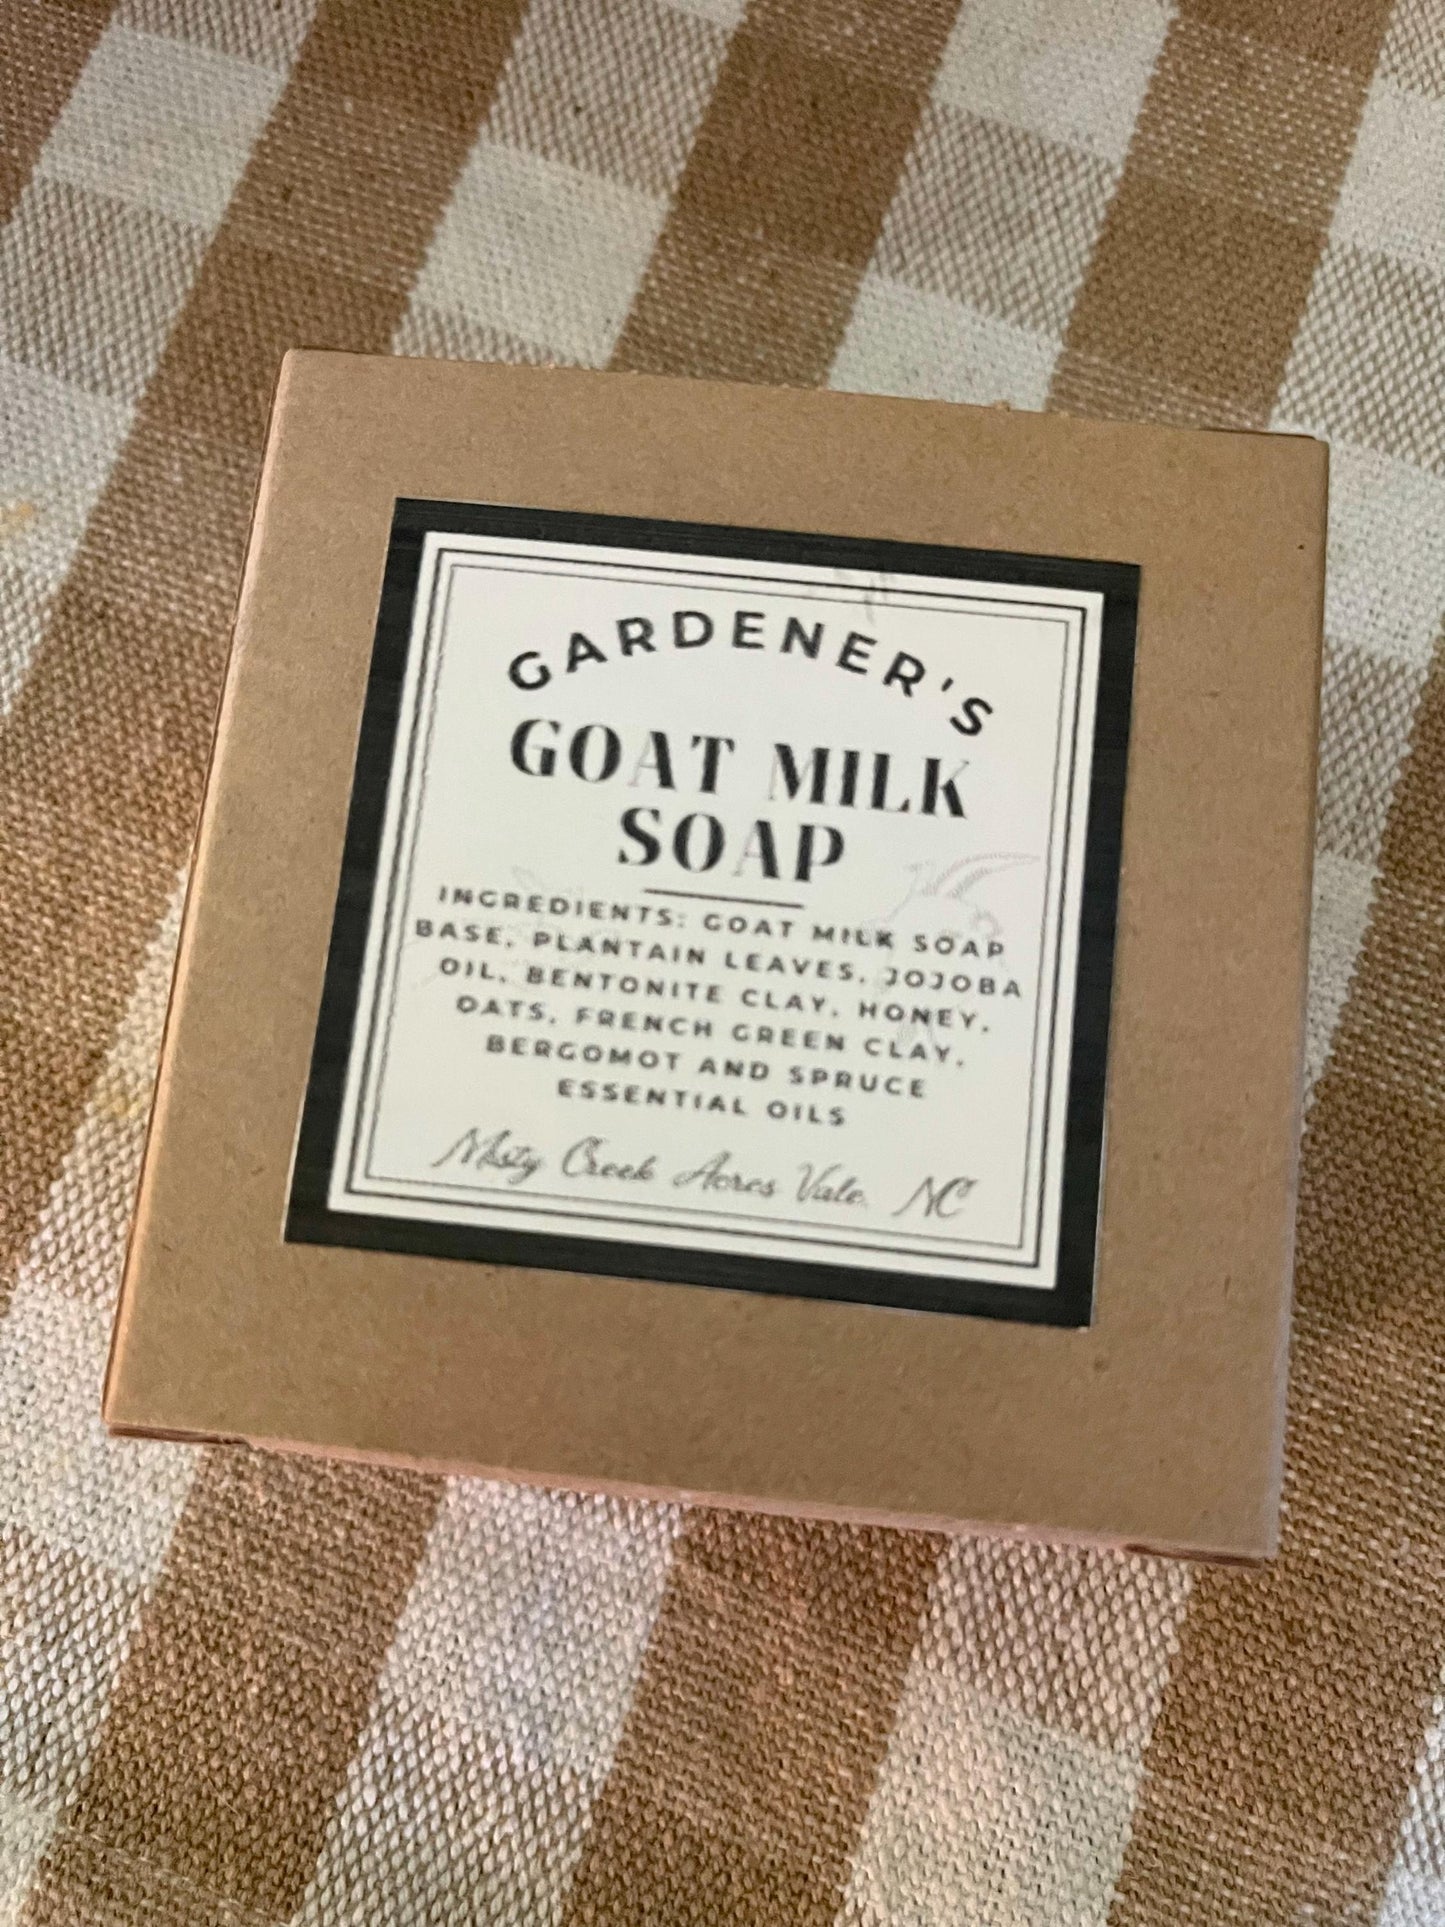 GARDENER'S
GOAT MILK
SOAP
INGREDIENTS: GOAT MILK SOAP
BASE, PLANTAIN LEAVES, JOJOBA
OIL, BENTONITE CLAY, HONEY,
OATS, FRENCH GREEN CLAY,
BERGOMOT AND SPRUCE
ESSENTIAL OILS
Misty Creek Acres Vale, NC